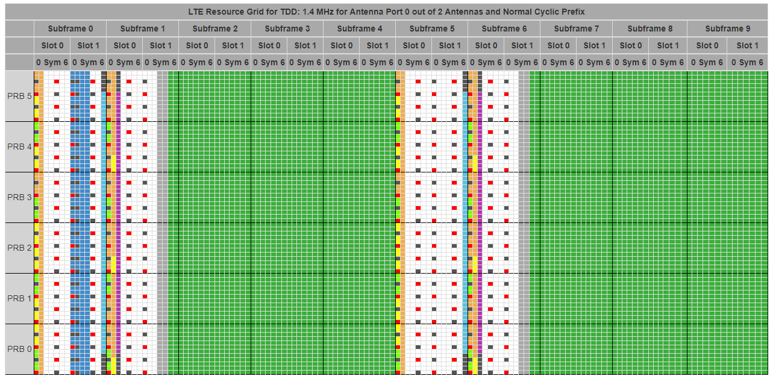 LTE Resource Grid for TDD: 1.4 MHz for Antenna Port 0 out of 2 Antennas and Normal Cyclic Prefix
Subframe 0 Subframe 1 Subframe 2 Subframe 3 Subframe 4 Subframe 5 Subframe 6 Subframe 7 Subframe 8 Subframe 9
Slot 0 Slot 1 Slot 0 Slot 1 Slot 0 Slot 1 Slot 0 Slot 1 Slot 0 Slot 1 Slot 0 Slot 1 Slot 0 Slot 1 Slot 0 Slot 1 Slot 0 Slot 1 Slot 0 Slot 1
0 Sym 6 0 Sym 6 0 Sym 6 0 Sym 6 0 Sym 6 0 Sym 6 0 Sym 6 0 Sym 6 0 Sym 6 0 Sym 6 0 Sym 6 0 Sym 6 0 Sym 6 0 Sym 6 0 Sym 6 0 Sym 6 0 Sym 6 0 Sym 6 0 Sym 6 0 Sym 6
PRB 5
PRB 4
PRB 3
PRB 2
PRB 1
PRB 0